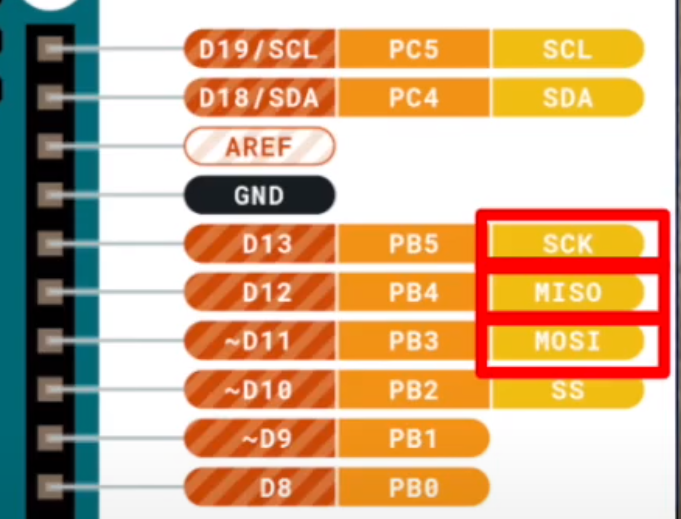 D19/SCL PC5 SCL
D18/SDA PC4 SDA
AREF
GND
D13 PB5 SCK
D12 PB4 MISO
~D11 PB3 MOSI
~D10 PB2 SS
~D9 PB1
D8 PB0